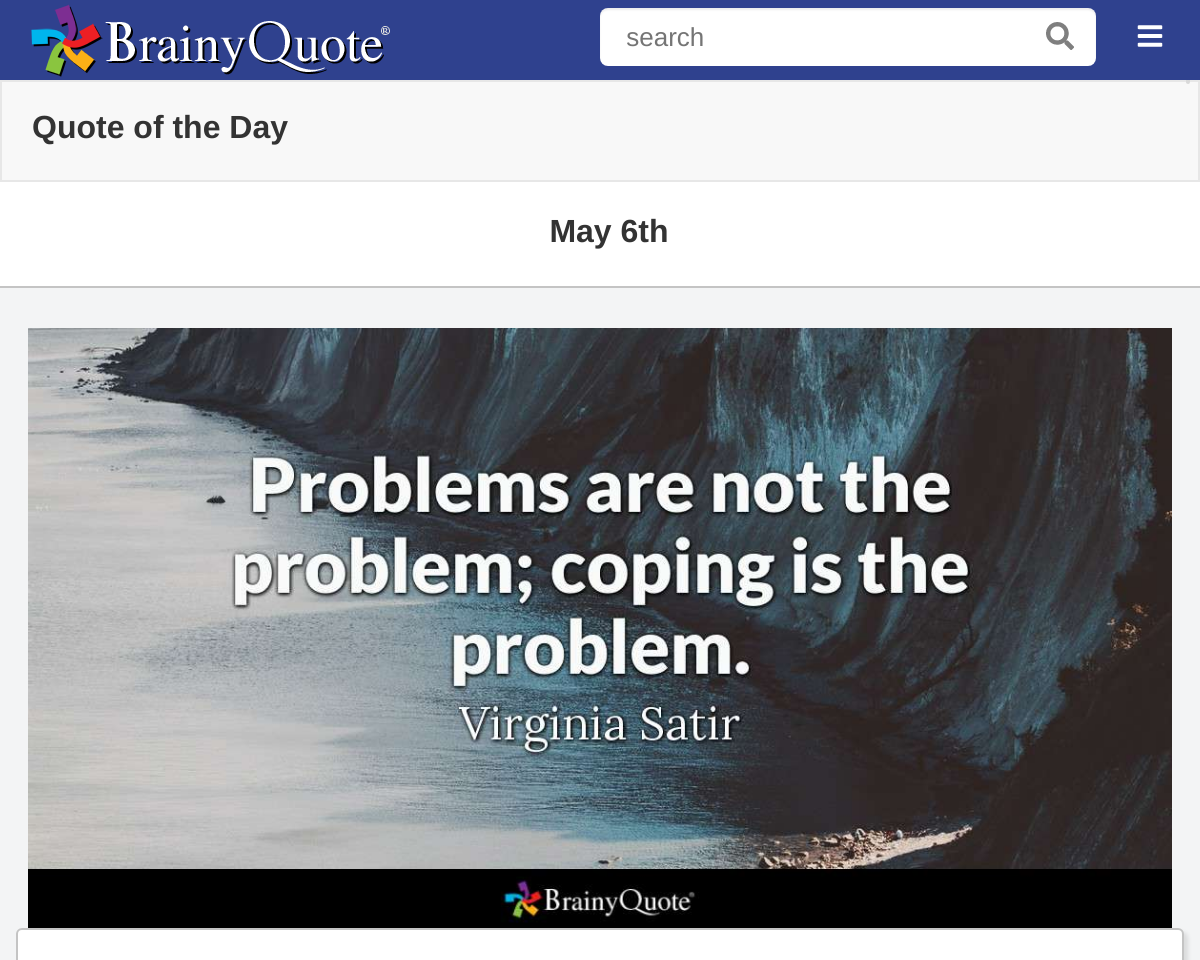 BrainyQuote®
search
Quote of the Day
May 6th
Problems are not the
problem; coping is the
problem.
Virginia Satir
BrainyQuote®